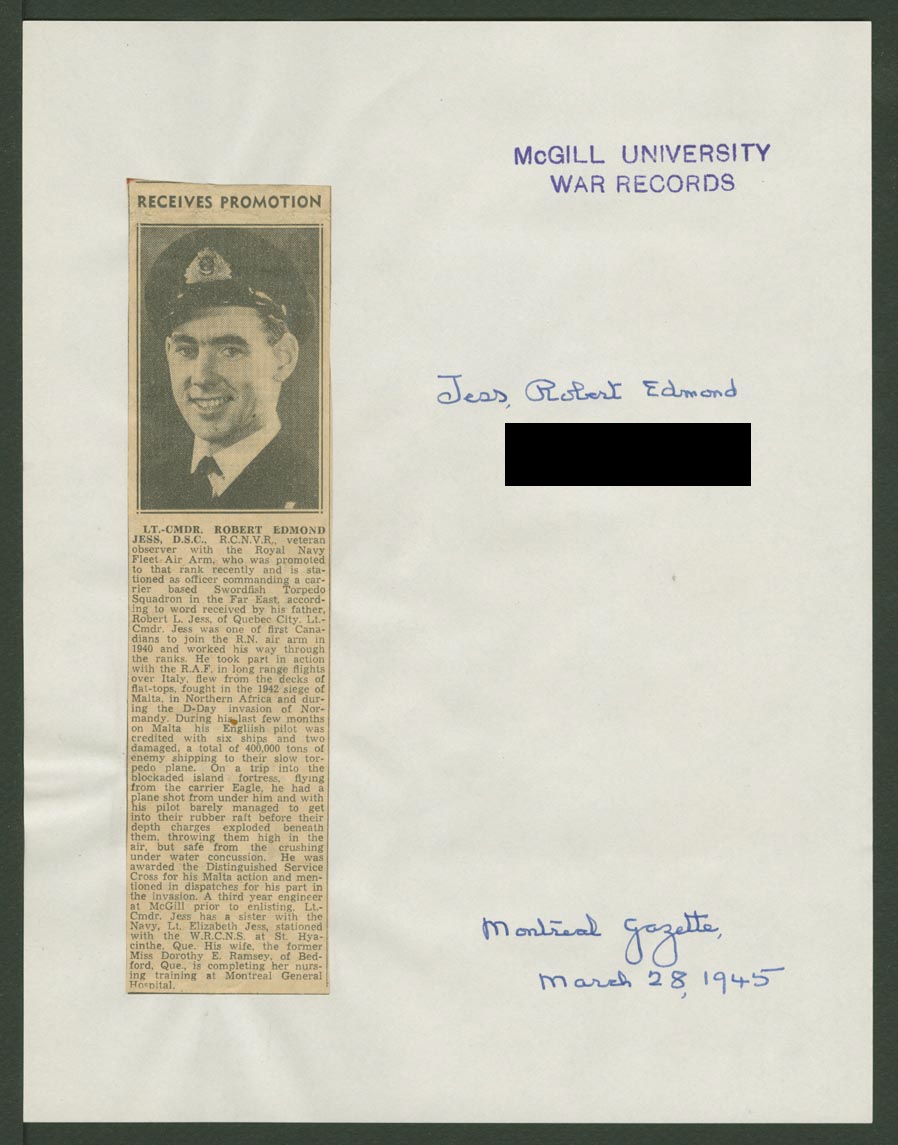 McGILL UNIVERSITY
WAR RECORDS
RECEIVES PROMOTION
Jess, Robert Edmond
LT.-CMDR. ROBERT EDMOND
JESS, D.S.C., R.C.N.V.R., veteran
observer with the Royal Navy
Fleet Air Arm, who was promoted
to that rank recently and is sta-
tioned as officer commanding a car-
rier based Swordfish Torpedo
Squadron in the Far East, accord-
ing to word received by his father,
Robert L. Jess, of Quebec City. Lt.-
Cmdr. Jess was one of first Cana-
dians to join the R.N. air arm in
1940 and worked his way through
the ranks. He took part in action
with the R.A.F. in long range flights
over Italy, flew from the decks of
flat-tops, fought in the 1942 siege of
Malta, in Northern Africa and dur-
ing the D-Day invasion of Nor-
mandy. During his last few months
on Malta his Engliish pilot was
credited with six ships and two
damaged, a total of 400,000 tons of
enemy shipping to their slow tor-
pedo plane. On a trip into the
blockaded island fortress, flying
from the carrier Eagle, he had a
plane shot from under him and with
his pilot barely managed to get
into their rubber raft before their
depth charges exploded beneath
them, throwing them high in the
air, but safe from the crushing
under water concussion. He was
awarded the Distinguished Service
Cross for his Malta action and men-
tioned in dispatches for his part in
the invasion. A third year engineer
at McGill prior to enlisting, Lt.-
Cmdr. Jess has a sister with the
Navy, Lt. Elizabeth Jess, stationed
with the W.R.C.N.S. at St. Hya-
cinthe, Que. His wife, the former
Miss Dorothy E. Ramsey, of Bed-
ford, Que., is completing her nurs-
ing training at Montreal General
Hospital.
Montreal Gazette,
March 28, 1945